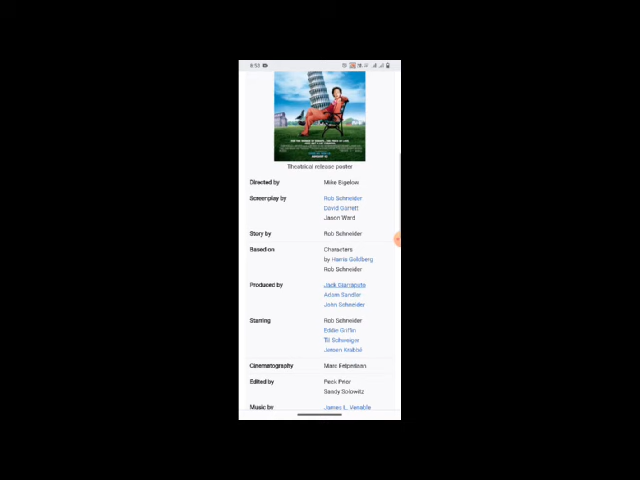 8:53
Theatrical release poster
Directed by Mike Bigelow
Screenplay by Rob Schneider
David Garrett
Jason Ward
Story by Rob Schneider
Based on Characters
by Harris Goldberg
Rob Schneider
Produced by Jack Giarraputo
Adam Sandler
John Schneider
Starring Rob Schneider
Eddie Griffin
Til Schweiger
Jeroen Krabbé
Cinematography Marc Felperlaan
Edited by Peck Prior
Sandy Solowitz
Music by James L. Venable